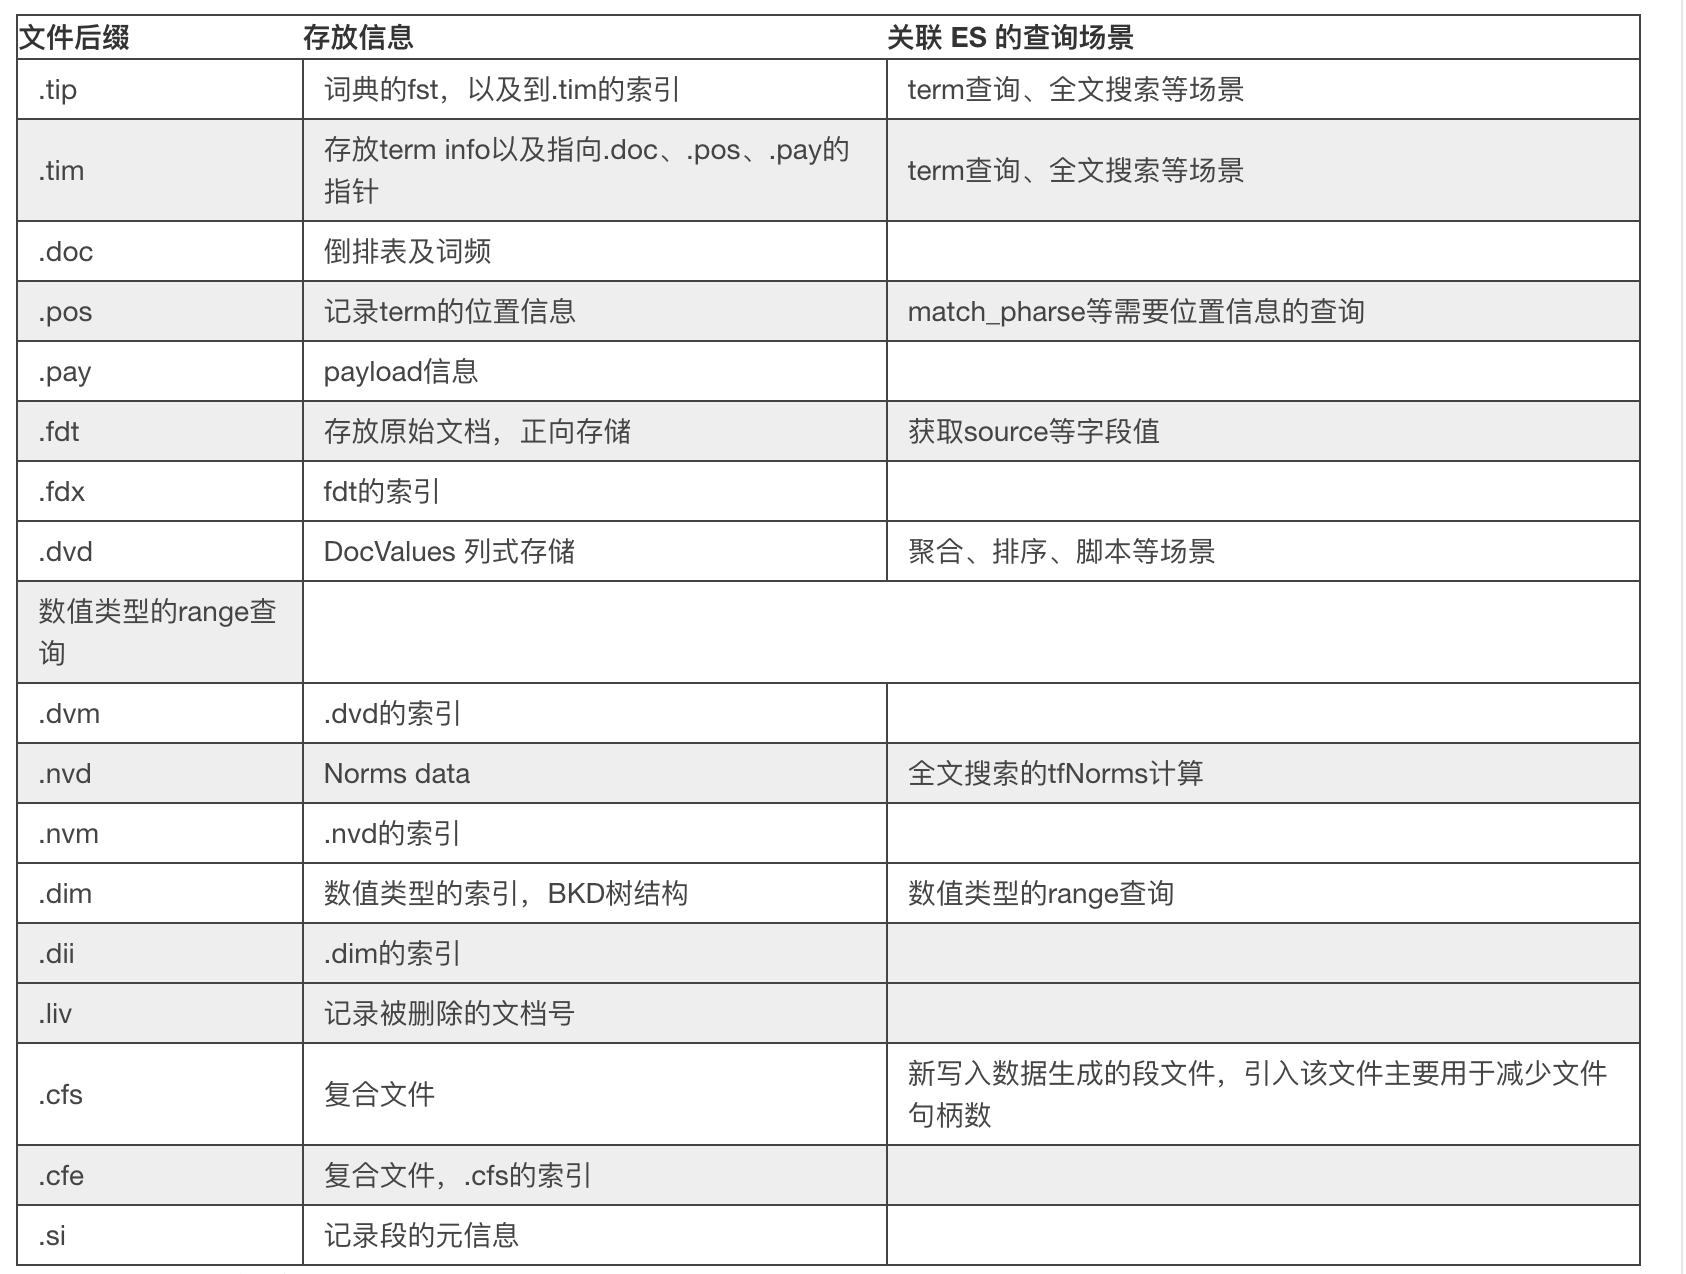 文件后缀 存放信息 关联 ES 的查询场景
.tip 词典的fst，以及到.tim的索引 term查询、全文搜索等场景
.tim 存放term info以及指向.doc、.pos、.pay的
指针 term查询、全文搜索等场景
.doc 倒排表及词频
.pos 记录term的位置信息 match_pharse等需要位置信息的查询
.pay payload信息
.fdt 存放原始文档，正向存储 获取source等字段值
.fdx fdt的索引
.dvd DocValues 列式存储 聚合、排序、脚本等场景
数值类型的range查
询
.dvm .dvd的索引
.nvd Norms data 全文搜索的tfNorms计算
.nvm .nvd的索引
.dim 数值类型的索引，BKD树结构 数值类型的range查询
.dii .dim的索引
.liv 记录被删除的文档号
.cfs 复合文件 新写入数据生成的段文件，引入该文件主要用于减少文件
句柄数
.cfe 复合文件，.cfs的索引
.si 记录段的元信息